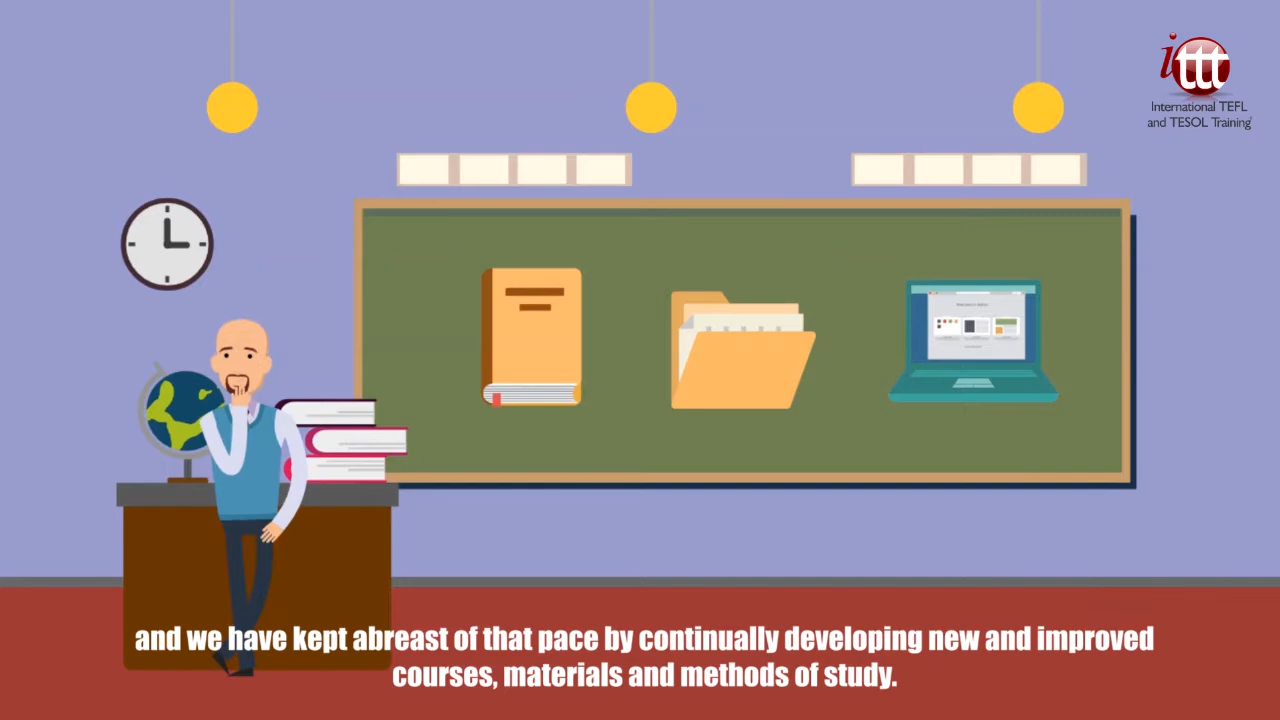 ittt
International TEFL
and TESOL Training
and we have kept abreast of that pace by continually developing new and improved
courses, materials and methods of study.